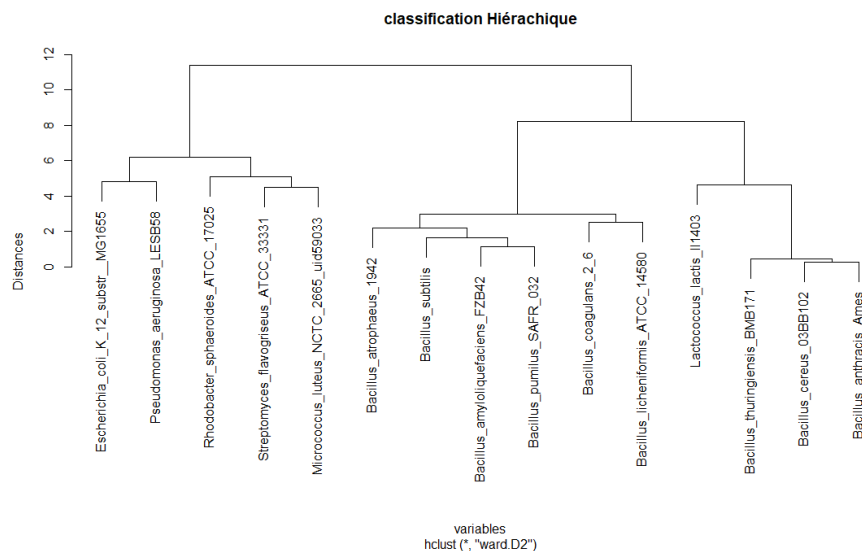 classification Hiérachique
Distances
12
10
8
6
4
2
0
Escherichia_coli_K_12_substr__MG1655
Pseudomonas_aeruginosa_LESB58
Rhodobacter_sphaeroides_ATCC_17025
Streptomyces_flavogriseus_ATCC_33331
Micrococcus_luteus_NCTC_2665_uid59033
Bacillus_atrophaeus_1942
Bacillus_subtilis
Bacillus_amyloliquefaciens_FZB42
Bacillus_pumilus_SAFR_032
Bacillus_coagulans_2_6
Bacillus_licheniformis_ATCC_14580
Lactococcus_lactis_Il1403
Bacillus_thuringiensis_BMB171
Bacillus_cereus_03BB102
Bacillus_anthracis_Ames
variables
hclust (*, "ward.D2")